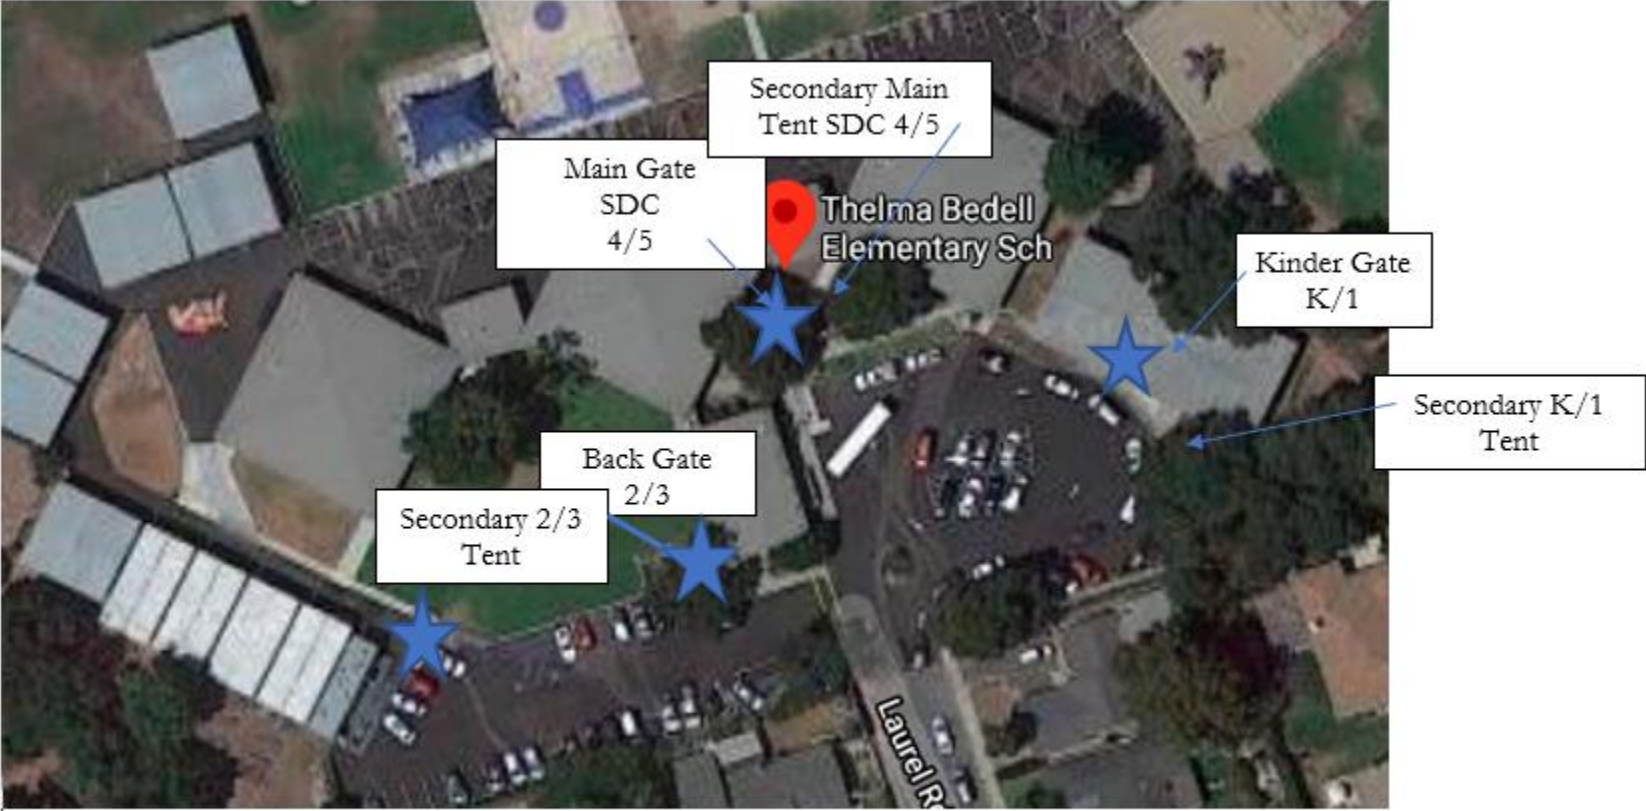 Secondary Main
Tent SDC 4/5
Main Gate
SDC
4/5
Thelma Bedell
Elementary Sch
Kinder Gate
K/1
Secondary K/1
Tent
Back Gate
2/3
Secondary 2/3
Tent
Laurel R